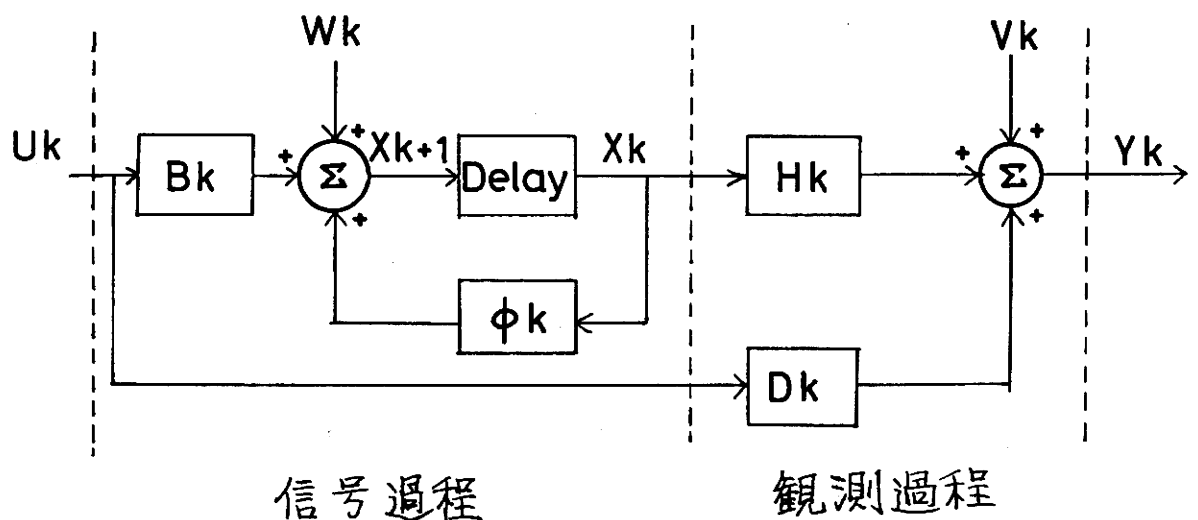 Wk
Vk
Uk
Bk
+
+
Σ
+
Xk+1
Delay
Xk
Hk
+
+
Σ
+
Yk
φk
Dk
信号過程
観測過程